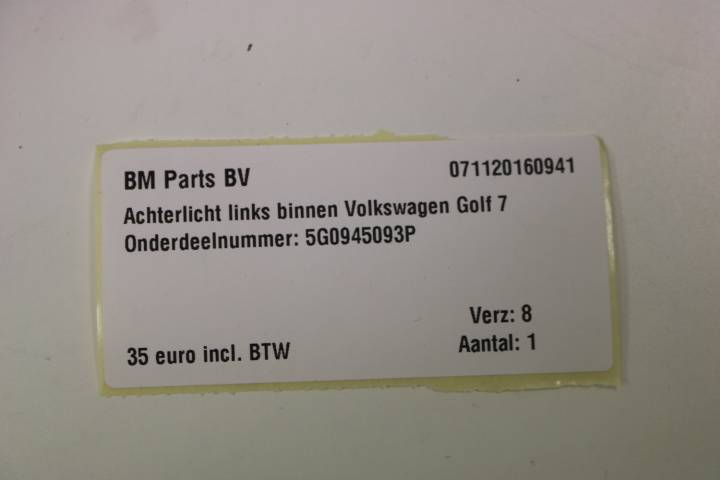 BM Parts BV 071120160941
Achterlicht links binnen Volkswagen Golf 7
Onderdeelnummer: 5G0945093P
Verz: 8
35 euro incl. BTW Aantal: 1